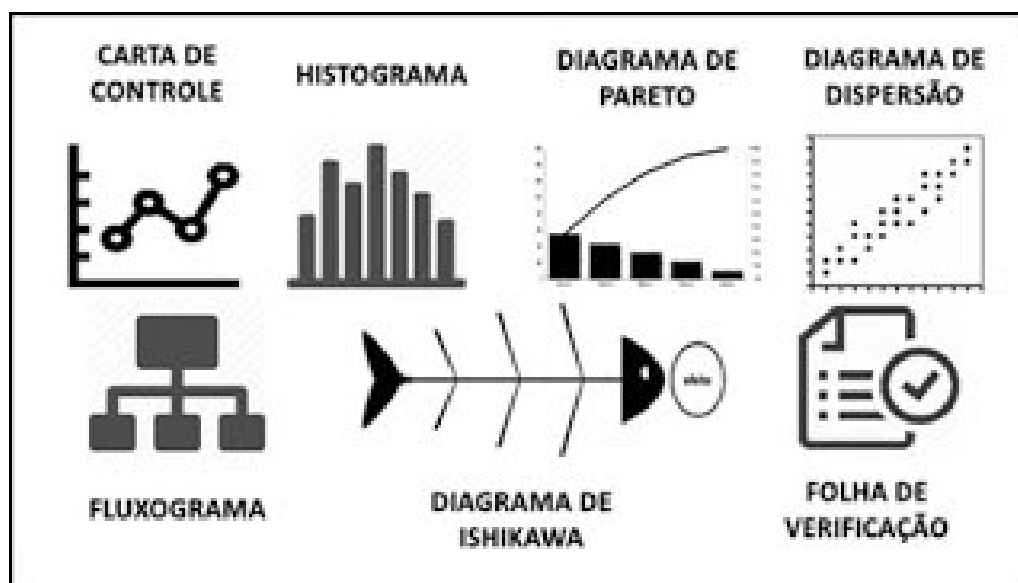 CARTA DE
CONTROLE
HISTOGRAMA
DIAGRAMA DE
PARETO
DIAGRAMA DE
DISPERSÃO
FLUXOGRAMA
DIAGRAMA DE
ISHIKAWA
FOLHA DE
VERIFICAÇÃO